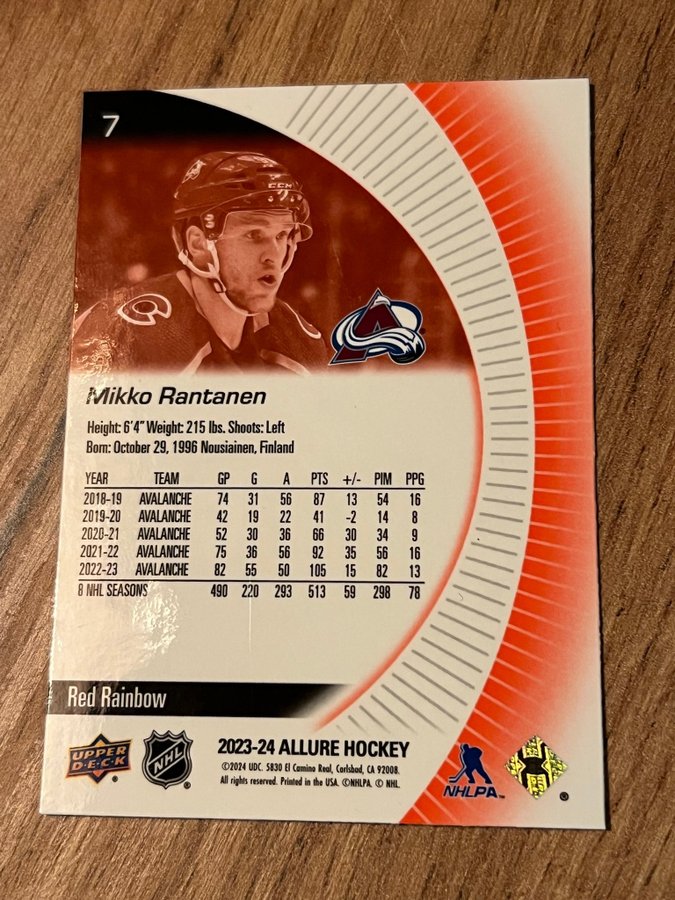 7
CCM
Mikko Rantanen
Height: 6'4" Weight: 215 lbs. Shoots: Left
Born: October 29, 1996 Nousiainen, Finland
YEAR TEAM GP G A PTS +/- PIM PPG
2018-19 AVALANCHE 74 31 56 87 13 54 16
2019-20 AVALANCHE 42 19 22 41 -2 14 8
2020-21 AVALANCHE 52 30 36 66 30 34 9
2021-22 AVALANCHE 75 36 56 92 35 56 16
2022-23 AVALANCHE 82 55 50 105 15 82 13
8 NHL SEASONS 490 220 293 513 59 298 78
Red Rainbow
UPPER
D·E·C·K
NHL
2023-24 ALLURE HOCKEY
©2024 UDC. 5830 El Camino Real, Carlsbad, CA 92008.
All rights reserved. Printed in the USA. ©NHLPA. © NHL.
NHLPA™